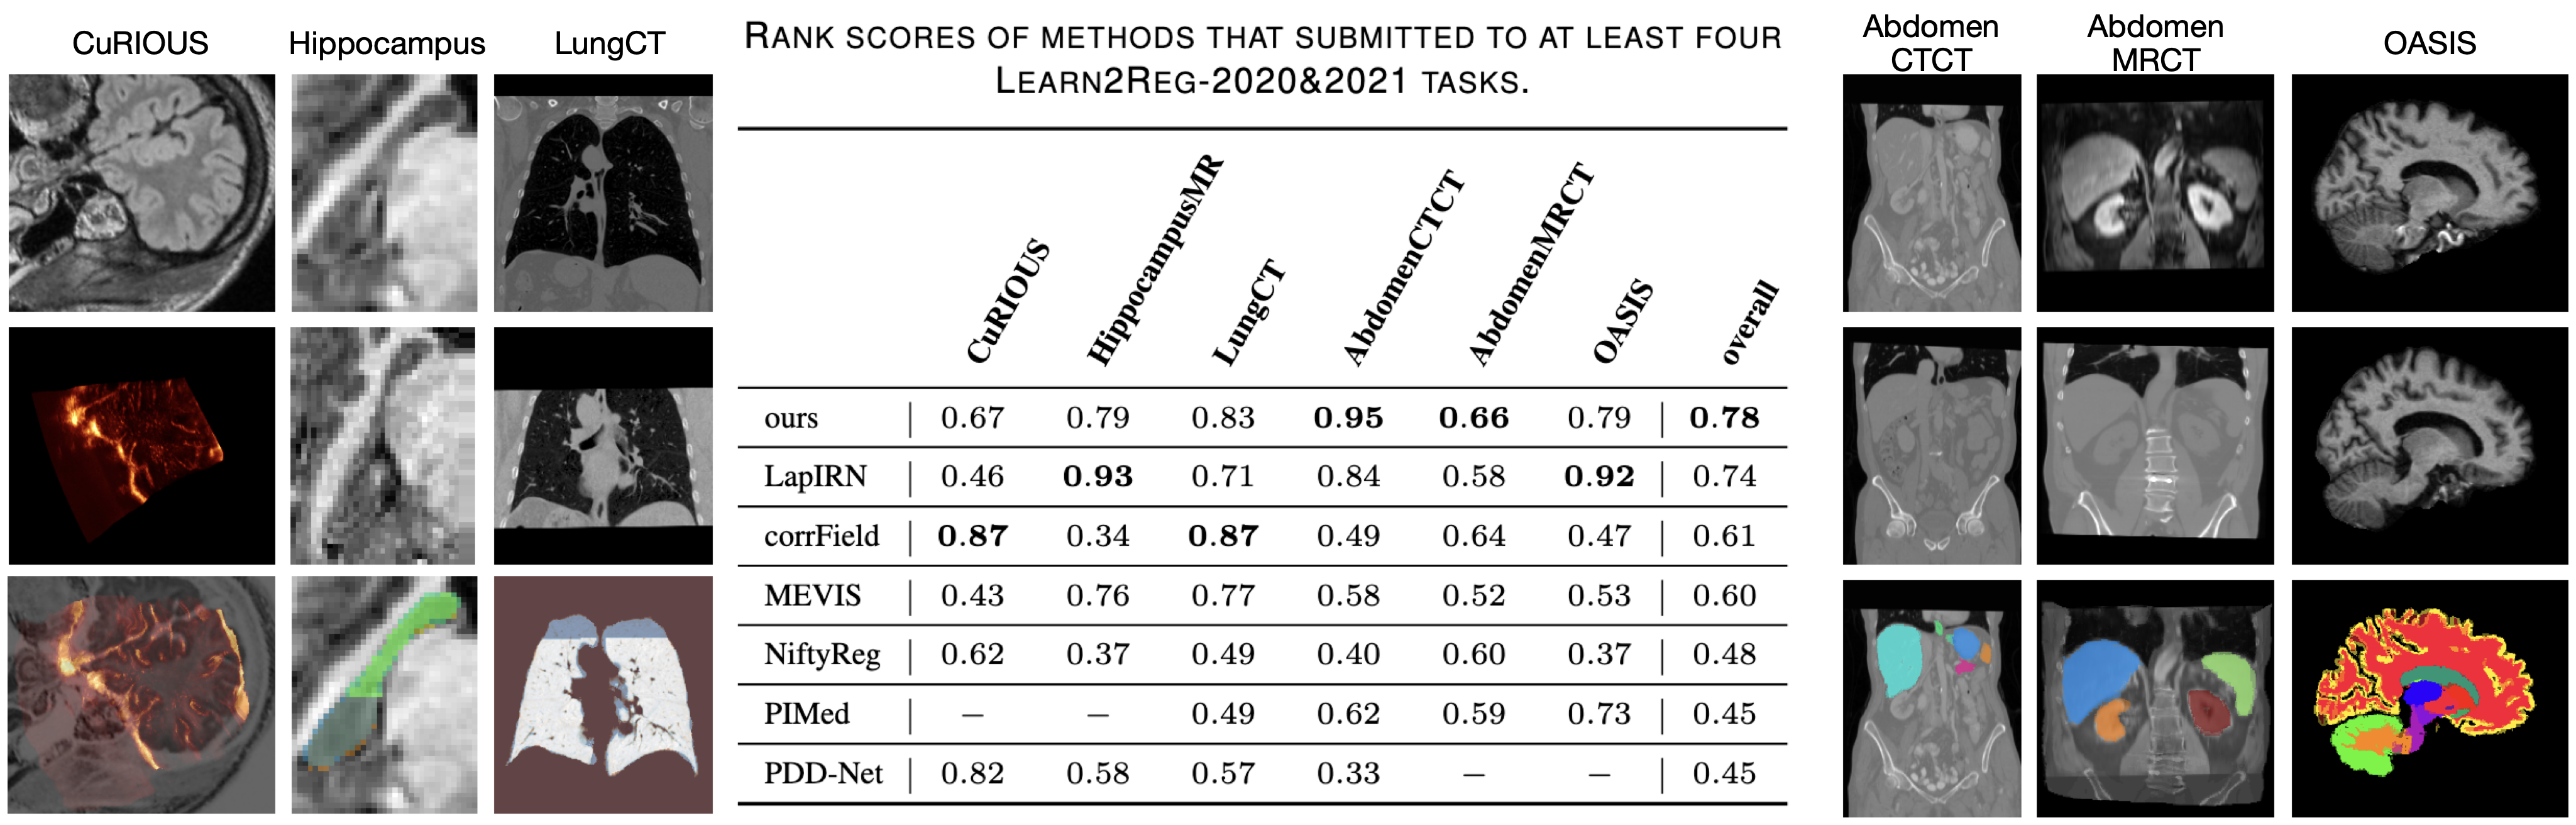 CuRIOUS
Hippocampus
LungCT
RANK SCORES OF METHODS THAT SUBMITTED TO AT LEAST FOUR
LEARN2REG-2020&2021 TASKS.
Abdomen
CTCT
Abdomen
MRCT
OASIS
CuRIOUS HippocampusMR LungCT AbdomenCTCT AbdomenMRCT OASIS overall
ours | 0.67 0.79 0.83 0.95 0.66 0.79 | 0.78
LapIRN | 0.46 0.93 0.71 0.84 0.58 0.92 | 0.74
corrField | 0.87 0.34 0.87 0.49 0.64 0.47 | 0.61
MEVIS | 0.43 0.76 0.77 0.58 0.52 0.53 | 0.60
NiftyReg | 0.62 0.37 0.49 0.40 0.60 0.37 | 0.48
PIMed | – – 0.49 0.62 0.59 0.73 | 0.45
PDD-Net | 0.82 0.58 0.57 0.33 – – | 0.45